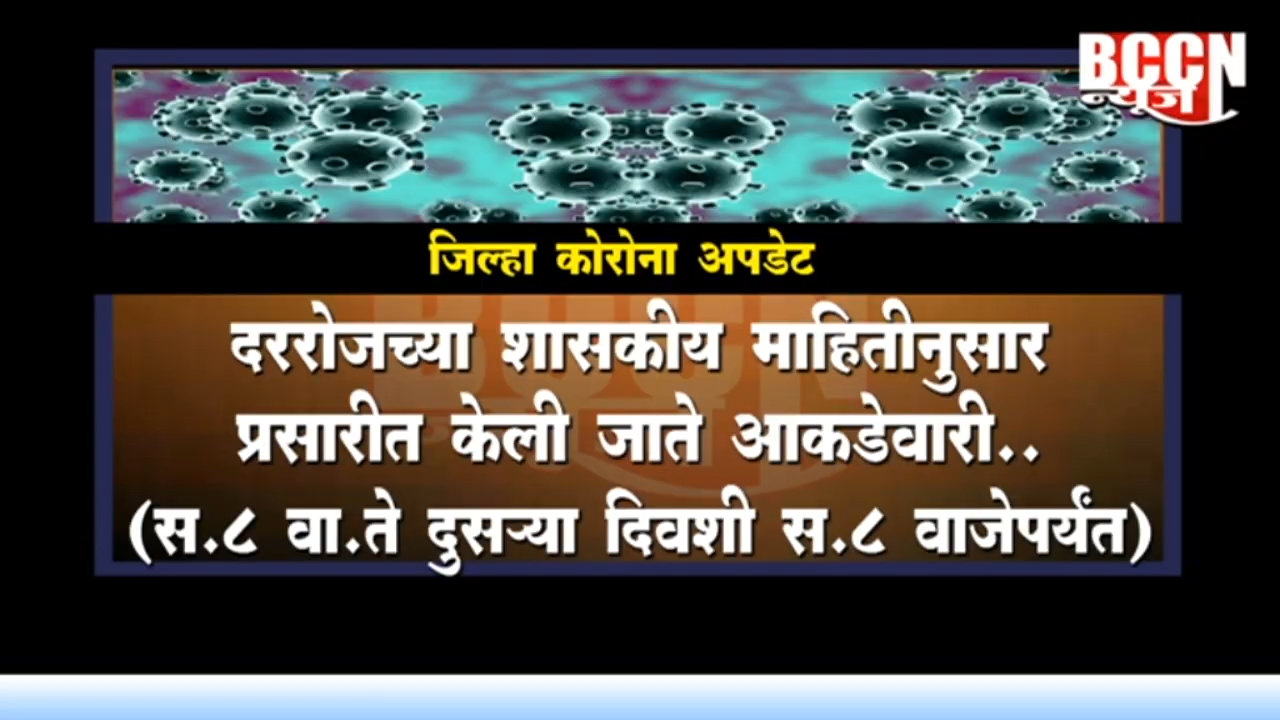 BCCN
न्यूज
जिल्हा कोरोना अपडेट
दररोजच्या शासकीय माहितीनुसार
प्रसारीत केली जाते आकडेवारी..
(स.८ वा.ते दुसऱ्या दिवशी स.८ वाजेपर्यंत)